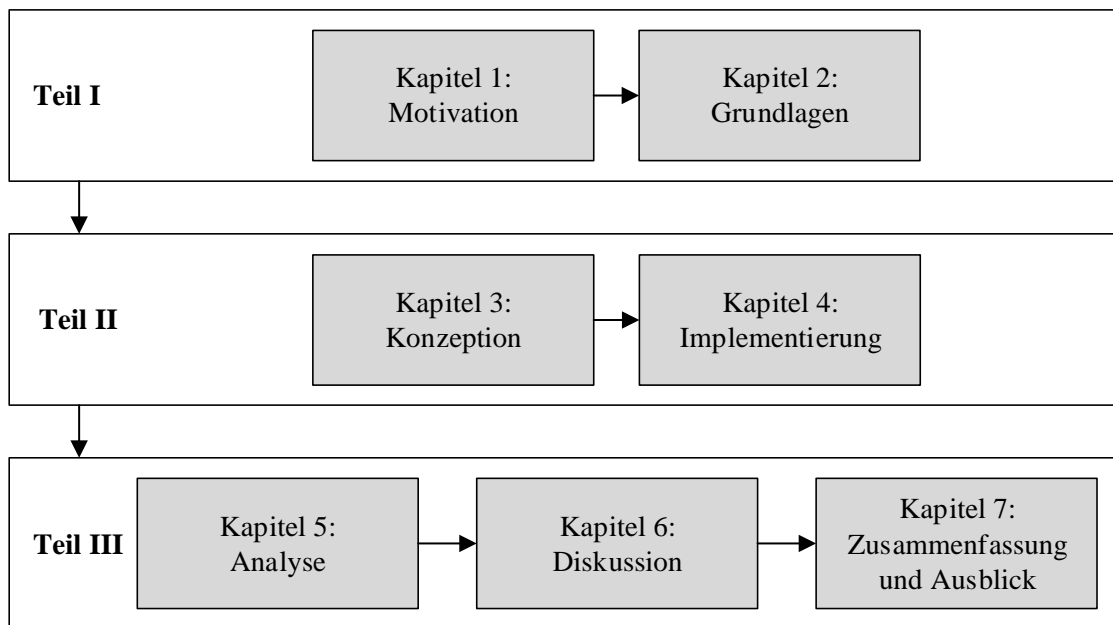 Teil I
Kapitel 1:
Motivation
Kapitel 2:
Grundlagen
Teil II
Kapitel 3:
Konzeption
Kapitel 4:
Implementierung
Teil III
Kapitel 5:
Analyse
Kapitel 6:
Diskussion
Kapitel 7:
Zusammenfassung
und Ausblick